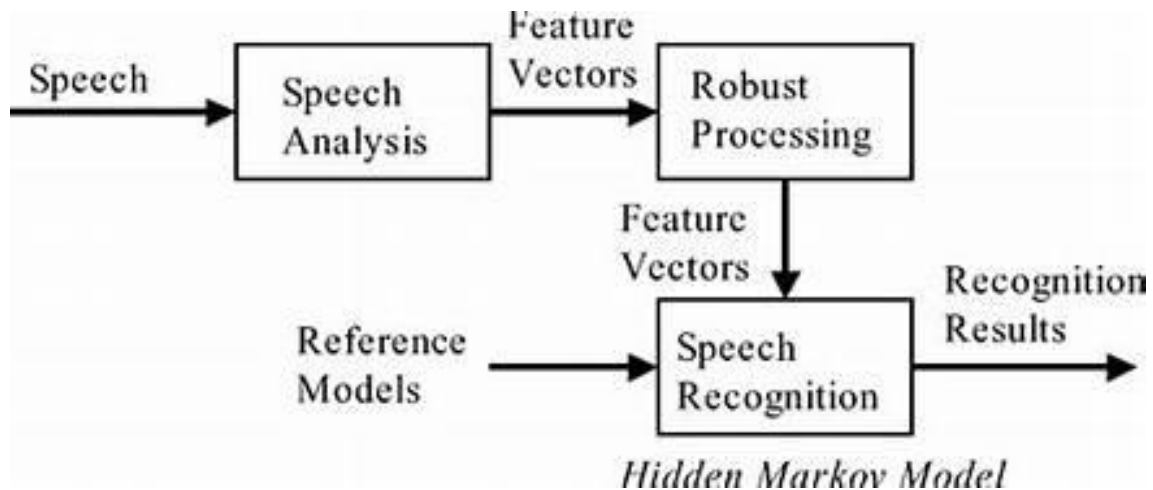 Speech
Speech
Analysis
Feature
Vectors
Robust
Processing
Feature
Vectors
Reference
Models
Speech
Recognition
Recognition
Results
Hidden Markov Model